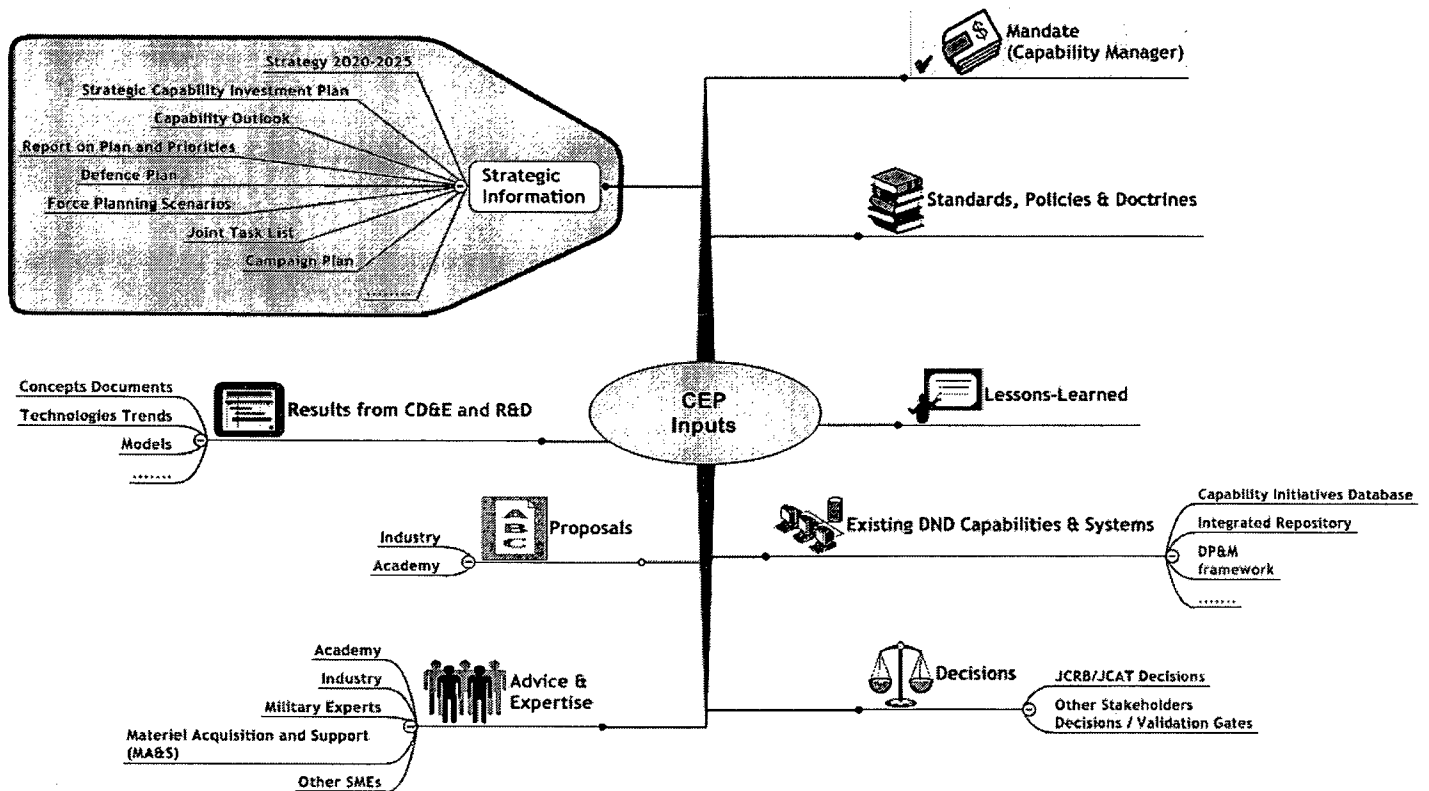 Strategy 2020-2025
Strategic Capability Investment Plan
Capability Outlook
Report on Plan and Priorities
Defence Plan
Force Planning Scenarios
Joint Task List
Campaign Plan
........
Strategic
Information
Mandate
(Capability Manager)
$
Standards, Policies & Doctrines
Concepts Documents
Technologies Trends
Models
.......
Results from CD&E and R&D
CEP
Inputs
Lessons-Learned
Industry
Academy
A
B
C
Proposals
Existing DND Capabilities & Systems
Capability Initiatives Database
Integrated Repository
DP&M
framework
.......
Academy
Industry
Military Experts
Materiel Acquisition and Support
(MA&S)
Other SMEs
Advice &
Expertise
Decisions
JCRB/JCAT Decisions
Other Stakeholders
Decisions / Validation Gates